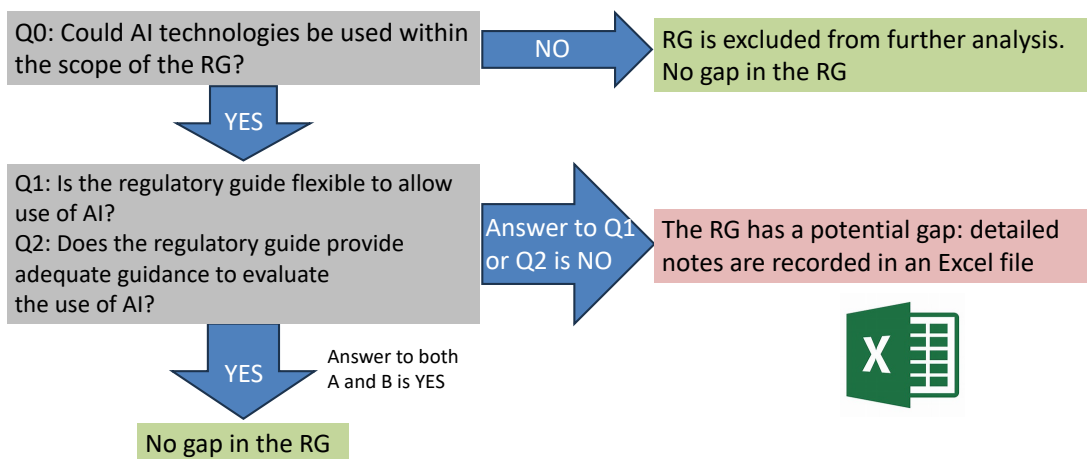 Q0: Could AI technologies be used within
the scope of the RG?
NO
RG is excluded from further analysis.
No gap in the RG
YES
Q1: Is the regulatory guide flexible to allow
use of AI?
Q2: Does the regulatory guide provide
adequate guidance to evaluate
the use of AI?
Answer to Q1
or Q2 is NO
The RG has a potential gap: detailed
notes are recorded in an Excel file
X
YES
Answer to both
A and B is YES
No gap in the RG